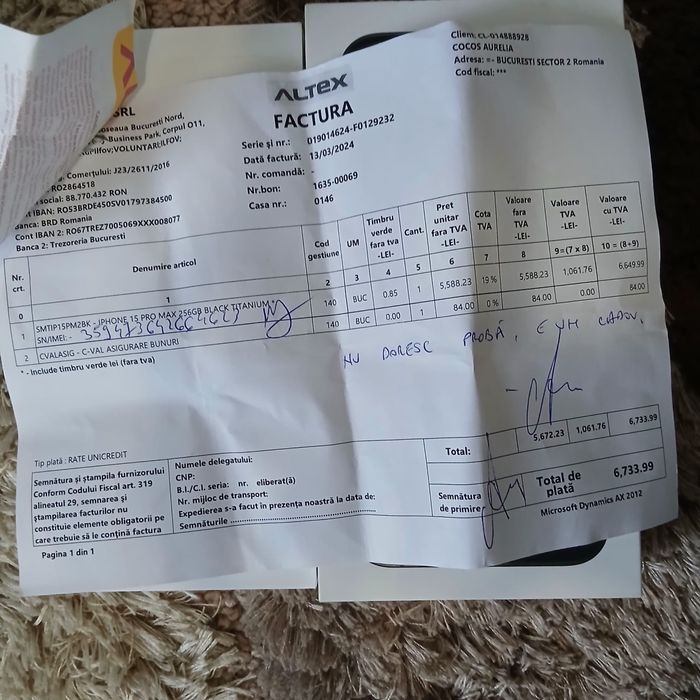 SRL
oseaua Bucuresti Nord,
-Business Park, Corpul O11,
VOLUNTARI,ILFOV;
Comerțului: J23/2611/2016
RO2864518
social: 88.770.432 RON
IBAN: RO53BRDE450SV01797384500
Banca: BRD Romania
Cont IBAN 2: RO67TREZ7005069XXX008077
Banca 2: Trezoreria Bucuresti
ALTEX
FACTURA
Serie și nr.: 019014624-F0129232
Dată factură: 13/03/2024
Nr. comandă: -
Nr.bon: 1635-00069
Casa nr.: 0146
Client: CL-014888928
COCOS AURELIA
Adresa: =- BUCURESTI SECTOR 2 Romania
Cod fiscal: ***
Nr. crt. Denumire articol Cod gestiune UM Timbru verde fara tva -LEI- Cant. Pret unitar fara TVA -LEI- Cota TVA Valoare fara TVA -LEI- Valoare TVA -LEI- Valoare cu TVA -LEI-
0 1 2 3 4 5 6 7 8 9=(7 x 8) 10 = (8+9)
1 SMTIP15PM2BK - IPHONE 15 PRO MAX 256GB BLACK TITANIUM * 140 BUC 0.85 1 5,588.23 19 % 5,588.23 1,061.76 6,649.99
SN/IMEI: -
2 CVALASIG - C-VAL ASIGURARE BUNURI 140 BUC 0.00 1 84.00 0 % 84.00 0.00 84.00
* - Include timbru verde lei (fara tva)
NU DORESC PROBĂ, E UN CADOU.
Tip plată : RATE UNICREDIT
Semnătura și ștampila furnizorului
Conform Codului Fiscal art. 319
alineatul 29, semnarea și
ștampilarea facturilor nu
constituie elemente obligatorii pe
care trebuie să le conțină factura
Numele delegatului:
CNP:
B.I./C.I. seria: nr. eliberat(ă)
Nr. mijloc de transport:
Expedierea s-a facut în prezența noastră la data de:
Semnăturile
Total: 5,672.23 1,061.76 6,733.99
Semnătura de primire
Total de plată 6,733.99
Microsoft Dynamics AX 2012
Pagina 1 din 1